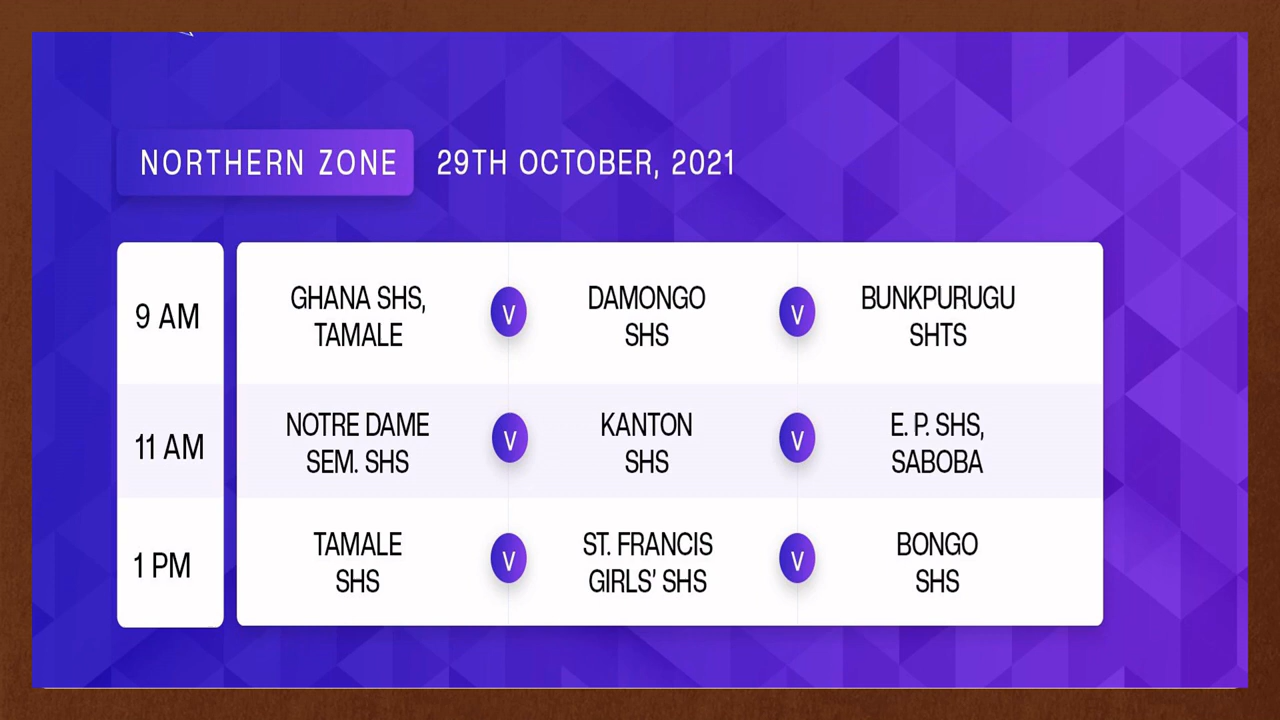 NORTHERN ZONE 29TH OCTOBER, 2021
9 AM
GHANA SHS,
TAMALE
V
DAMONGO
SHS
V
BUNKPURUGU
SHTS
11 AM
NOTRE DAME
SEM. SHS
V
KANTON
SHS
V
E. P. SHS,
SABOBA
1 PM
TAMALE
SHS
V
ST. FRANCIS
GIRLS' SHS
V
BONGO
SHS